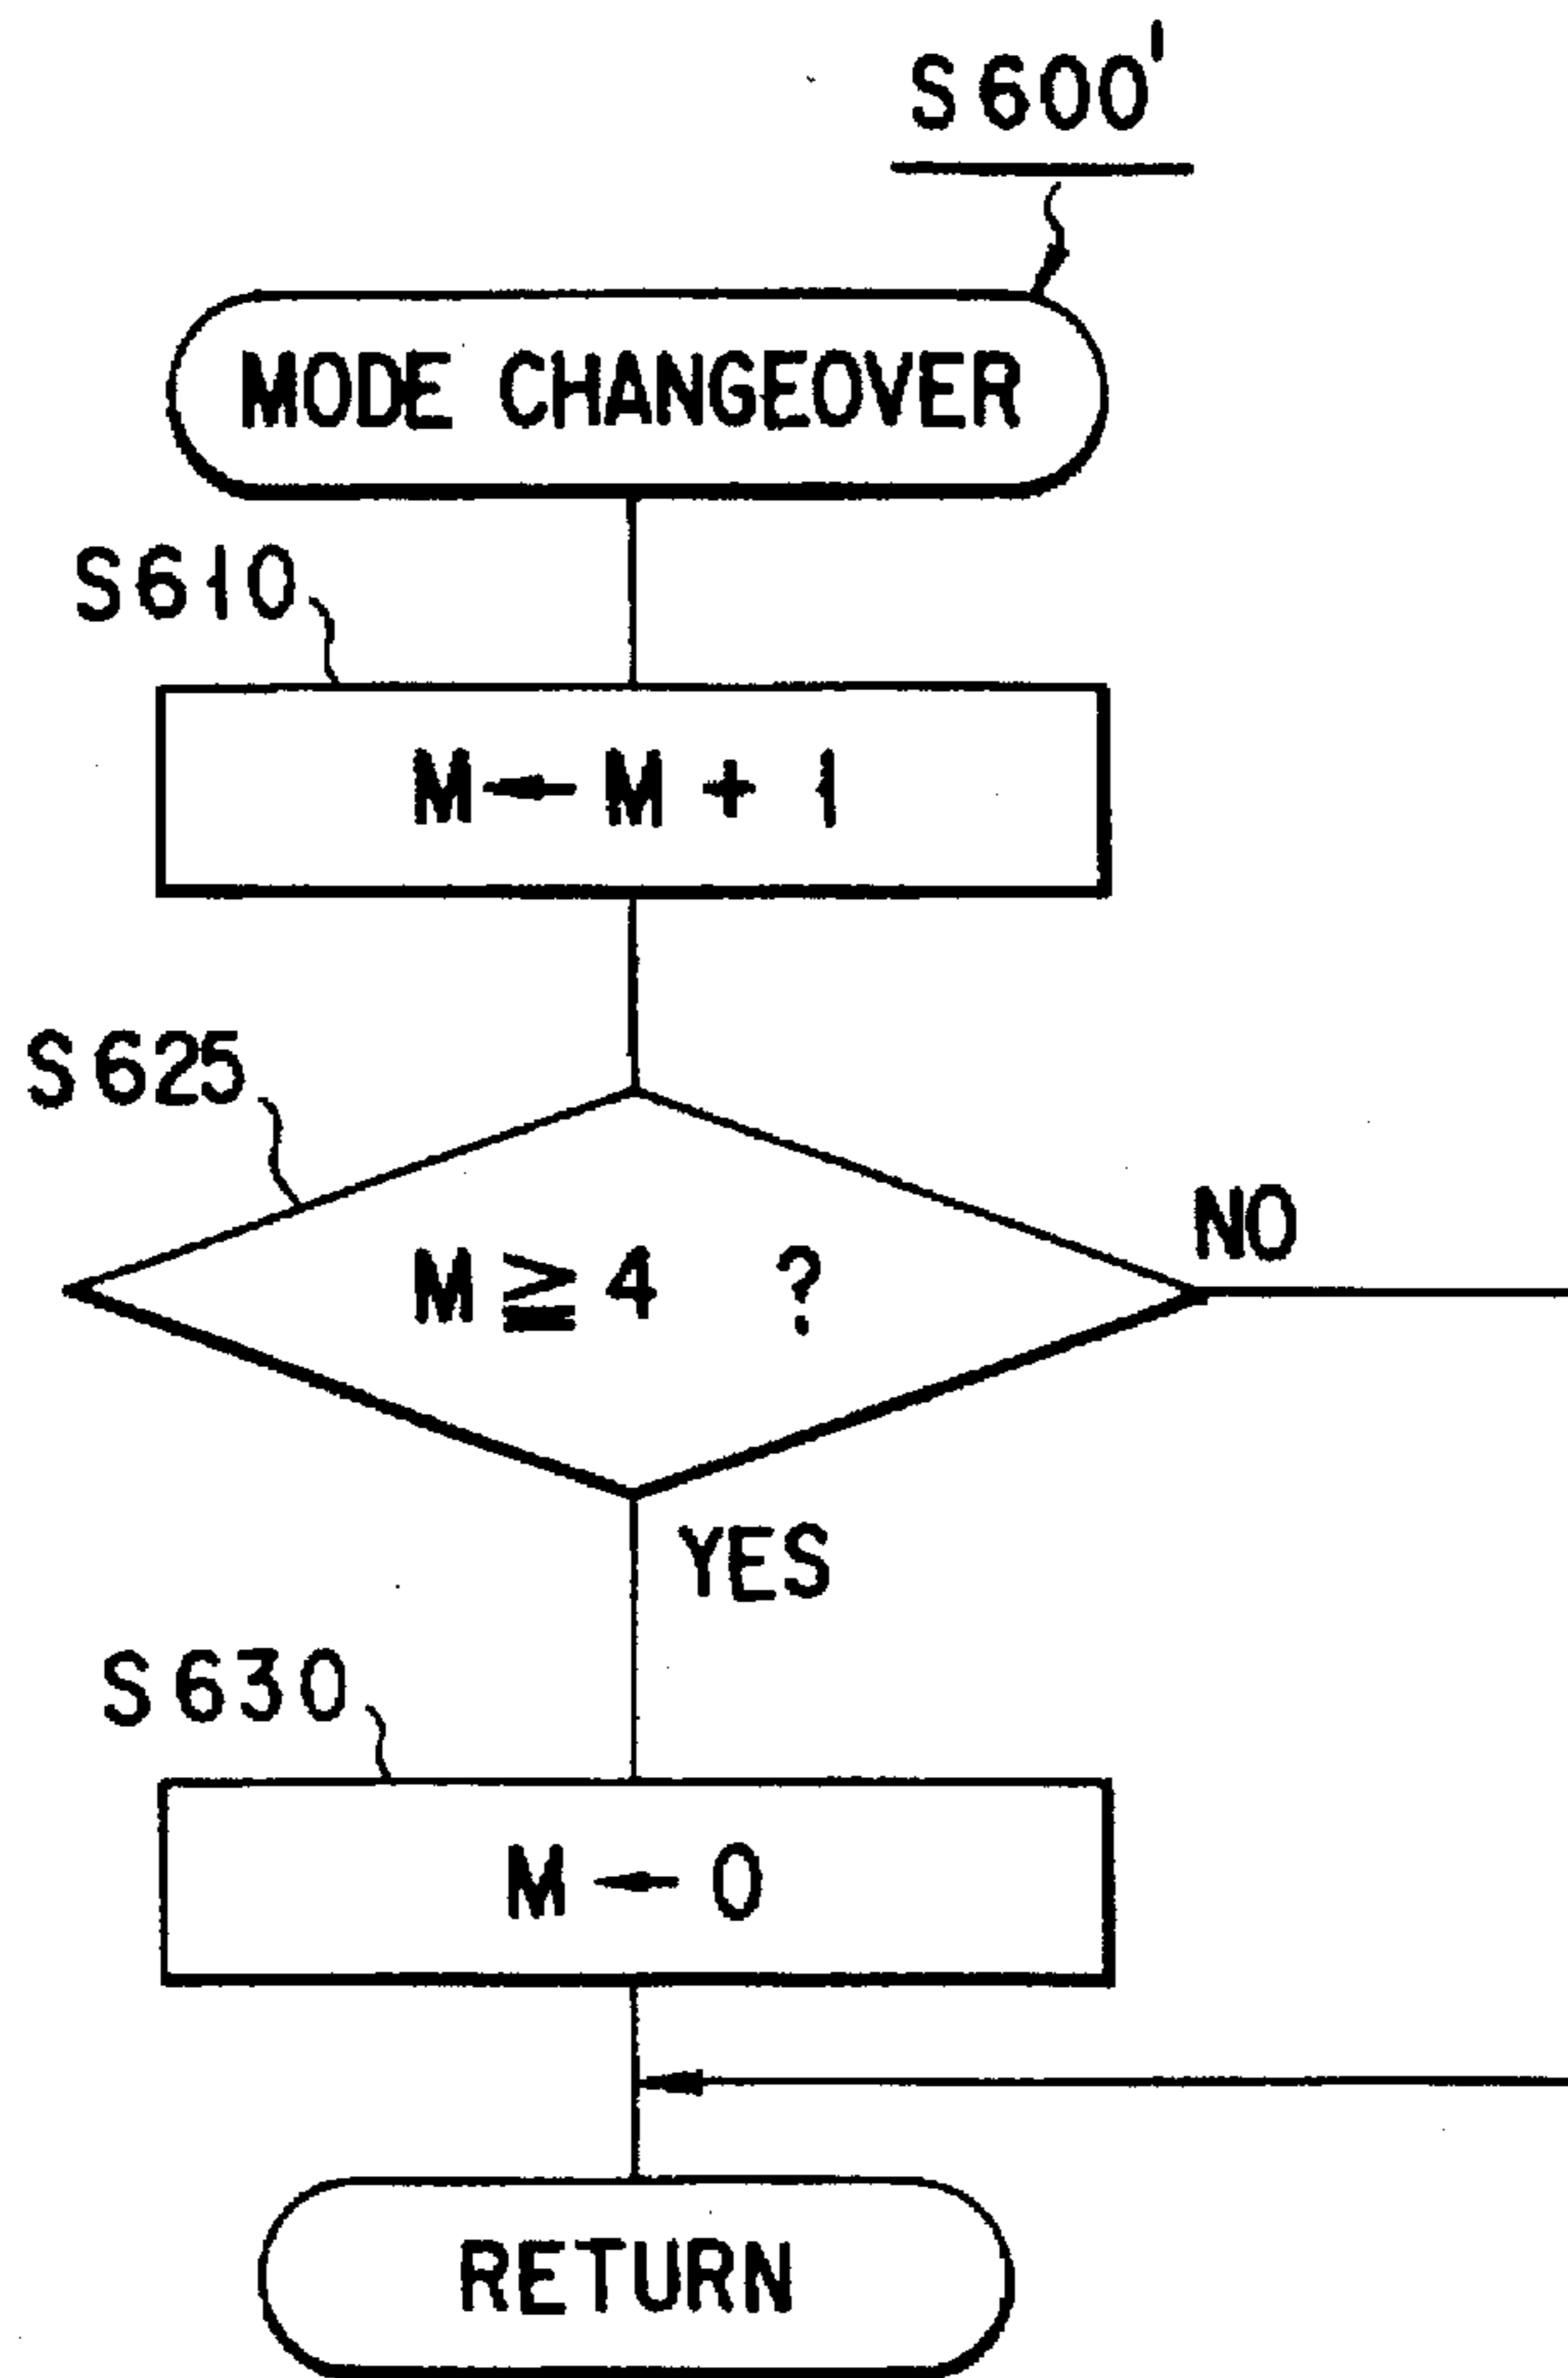 S600'
MODE CHANGEOVER
S610
M ← M + 1
S625
M ≧ 4 ?
NO
YES
S630
M ← 0
RETURN